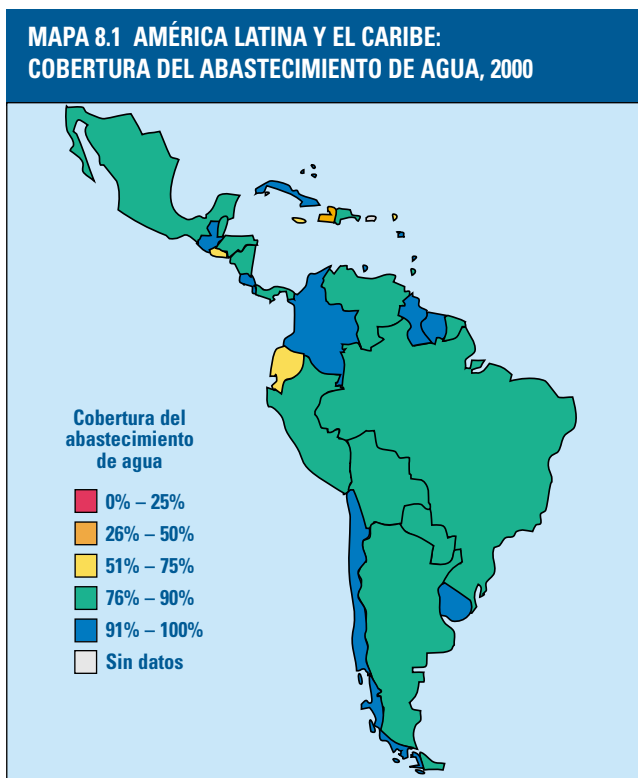 MAPA 8.1 AMÉRICA LATINA Y EL CARIBE:
COBERTURA DEL ABASTECIMIENTO DE AGUA, 2000
Cobertura del
abastecimiento
de agua
0% – 25%
26% – 50%
51% – 75%
76% – 90%
91% – 100%
Sin datos